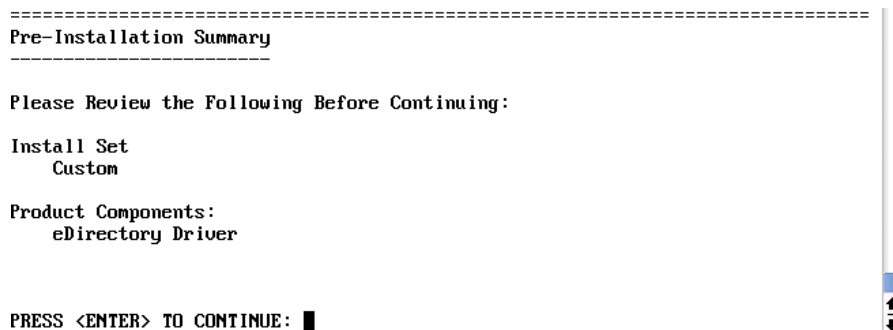 ===============================================================================
Pre-Installation Summary
------------------------
Please Review the Following Before Continuing:
Install Set
Custom
Product Components:
eDirectory Driver
PRESS <ENTER> TO CONTINUE: